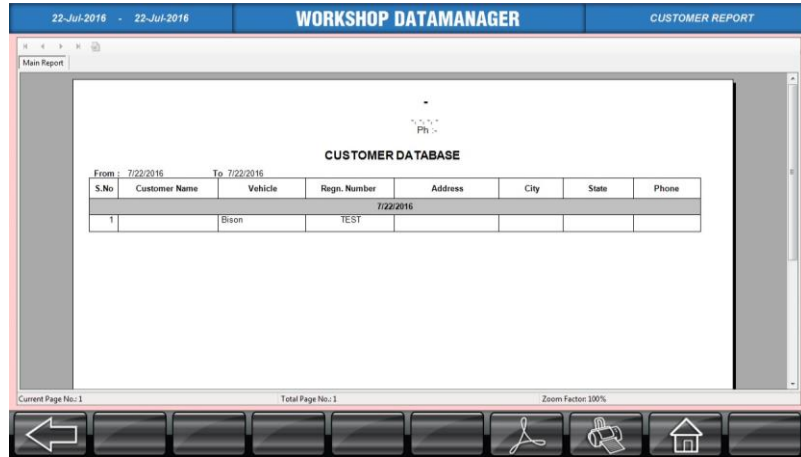 22-Jul-2016 - 22-Jul-2016 WORKSHOP DATAMANAGER CUSTOMER REPORT
Main Report
-
Ph :-
CUSTOMER DATABASE
From : 7/22/2016 To 7/22/2016
S.No Customer Name Vehicle Regn. Number Address City State Phone
7/22/2016
1 Bison TEST
Current Page No.: 1 Total Page No.: 1 Zoom Factor: 100%